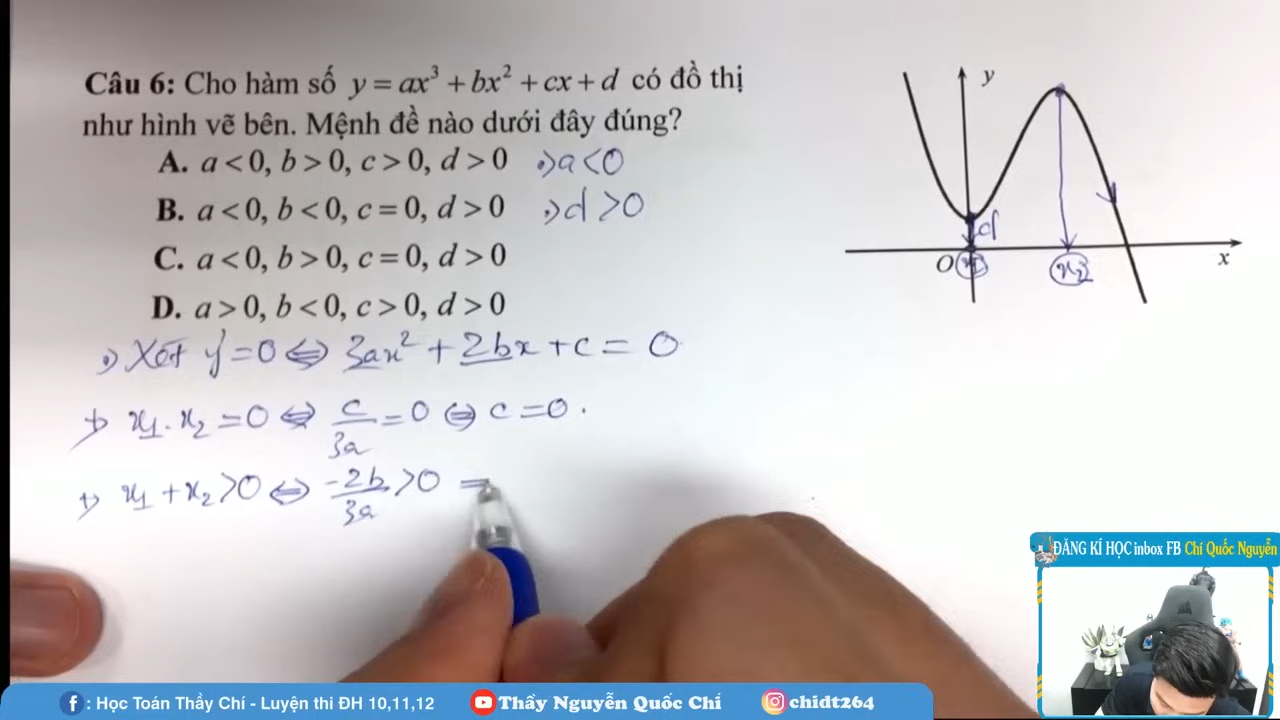 Câu 6: Cho hàm số y = ax³ + bx² + cx + d có đồ thị
như hình vẽ bên. Mệnh đề nào dưới đây đúng?
A. a < 0, b > 0, c > 0, d > 0
B. a < 0, b < 0, c = 0, d > 0
C. a < 0, b > 0, c = 0, d > 0
D. a > 0, b < 0, c > 0, d > 0
a < 0
d > 0
y
d
O
x₂
x
Xét y' = 0 ⇔ 3ax² + 2bx + c = 0
+) x₁ . x₂ = 0 ⇔ c/3a = 0 ⇔ c = 0 .
+) x₁ + x₂ > 0 ⇔ -2b/3a > 0 =
ĐĂNG KÍ HỌC inbox FB Chí Quốc Nguyễn
: Học Toán Thầy Chí - Luyện thi ĐH 10,11,12
Thầy Nguyễn Quốc Chí
chidt264